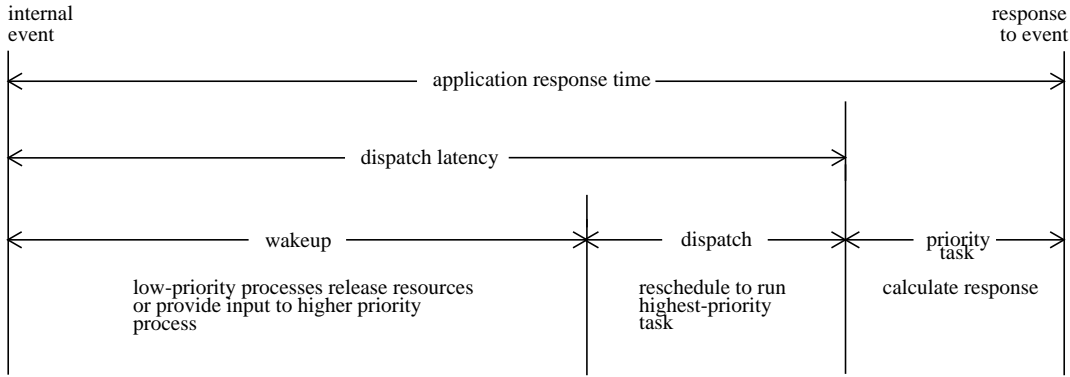 internal
event
response
to event
application response time
dispatch latency
wakeup
dispatch
priority
task
low-priority processes release resources
or provide input to higher priority
process
reschedule to run
highest-priority
task
calculate response